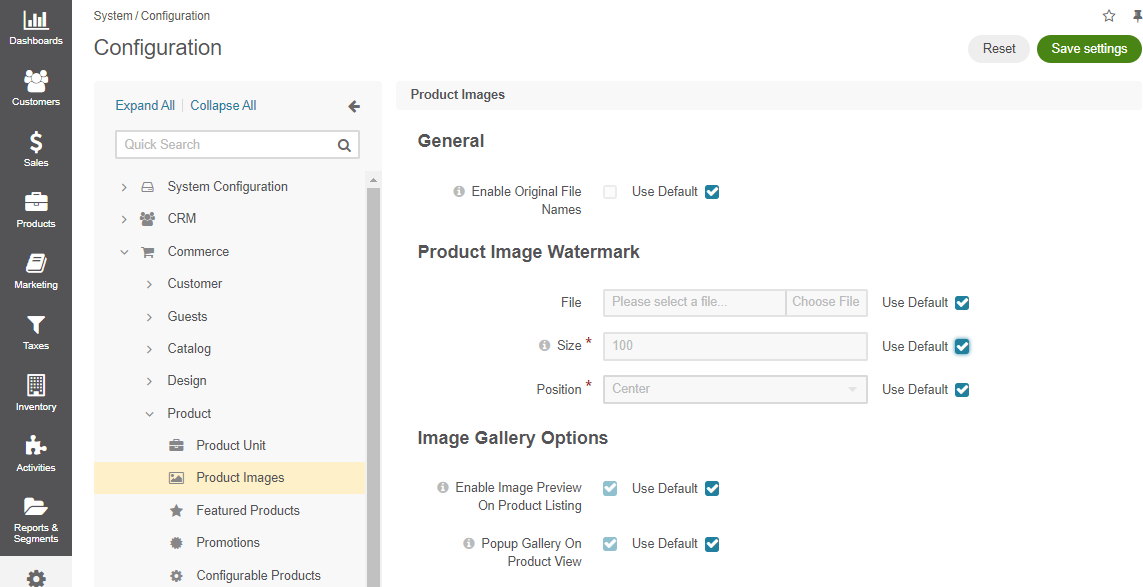 Dashboards
Customers
Sales
Products
Marketing
Taxes
Inventory
Activities
Reports &
Segments
System / Configuration
Configuration
Reset
Save settings
Expand All | Collapse All
Quick Search
System Configuration
CRM
Commerce
Customer
Guests
Catalog
Design
Product
Product Unit
Product Images
Featured Products
Promotions
Configurable Products
Product Images
General
Enable Original File
Names
Use Default
Product Image Watermark
File
Please select a file...
Choose File
Use Default
Size *
100
Use Default
Position *
Center
Use Default
Image Gallery Options
Enable Image Preview
On Product Listing
Use Default
Popup Gallery On
Product View
Use Default